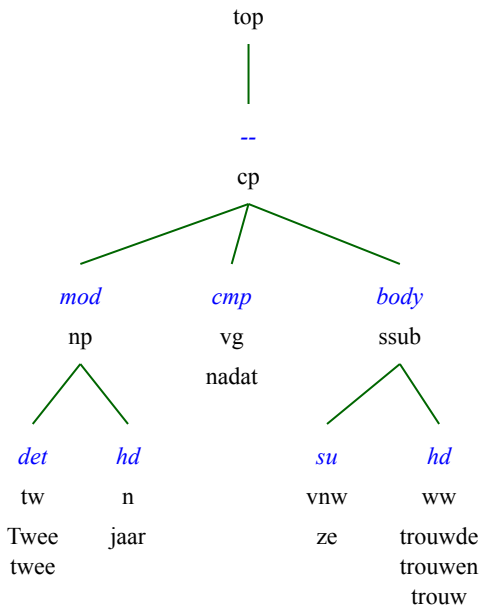 top
--
cp
mod cmp body
np vg ssub
nadat
det hd su hd
tw n vnw ww
Twee jaar ze trouwde
twee trouwen
trouw